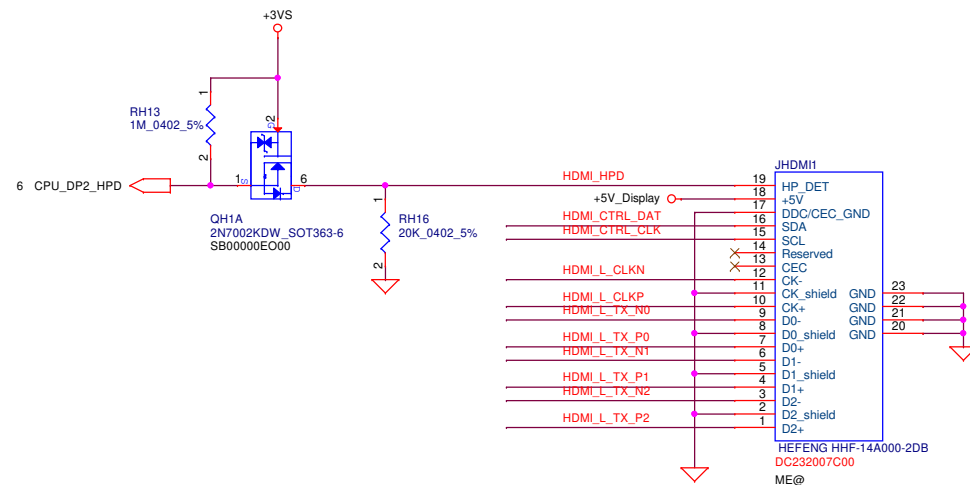 +3VS
1
RH13
1M_0402_5%
2
2
G
6 CPU_DP2_HPD
1
S
D
6
QH1A
2N7002KDW_SOT363-6
SB00000EO00
1
RH16
20K_0402_5%
2
JHDMI1
HDMI_HPD 19 HP_DET
+5V_Display 18 +5V
17 DDC/CEC_GND
HDMI_CTRL_DAT 16 SDA
HDMI_CTRL_CLK 15 SCL
14 Reserved
13 CEC
HDMI_L_CLKN 12 CK-
11 CK_shield GND 23
HDMI_L_CLKP 10 CK+ GND 22
HDMI_L_TX_N0 9 D0- GND 21
8 D0_shield GND 20
HDMI_L_TX_P0 7 D0+
HDMI_L_TX_N1 6 D1-
5 D1_shield
HDMI_L_TX_P1 4 D1+
HDMI_L_TX_N2 3 D2-
2 D2_shield
HDMI_L_TX_P2 1 D2+
HEFENG HHF-14A000-2DB
DC232007C00
ME@